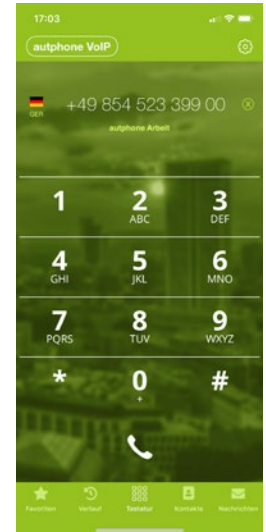 17:03
autphone VoIP
GER
+49 854 523 399 00
autphone Arbeit
1
2
3
ABC
DEF
4
5
6
GHI
JKL
MNO
7
8
9
PQRS
TUV
WXYZ
*
0
#
+
Favoriten
Verlauf
Tastatur
Kontakte
Nachrichten